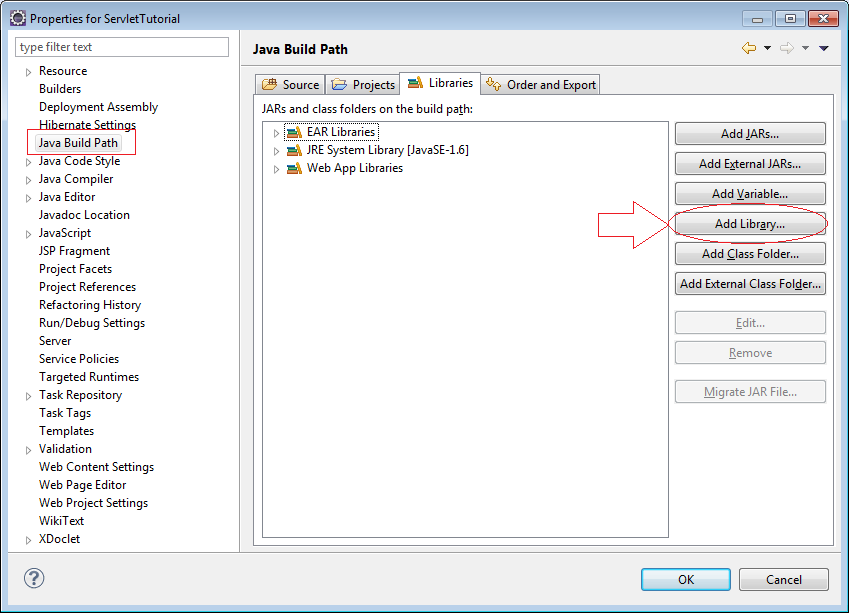 Properties for ServletTutorial
type filter text
Resource
Builders
Deployment Assembly
Hibernate Settings
Java Build Path
Java Code Style
Java Compiler
Java Editor
Javadoc Location
JavaScript
JSP Fragment
Project Facets
Project References
Refactoring History
Run/Debug Settings
Server
Service Policies
Targeted Runtimes
Task Repository
Task Tags
Templates
Validation
Web Content Settings
Web Page Editor
Web Project Settings
WikiText
XDoclet
Java Build Path
Source Projects Libraries Order and Export
JARs and class folders on the build path:
EAR Libraries
JRE System Library [JavaSE-1.6]
Web App Libraries
Add JARs...
Add External JARs...
Add Variable...
Add Library...
Add Class Folder...
Add External Class Folder...
Edit...
Remove
Migrate JAR File...
?
OK Cancel